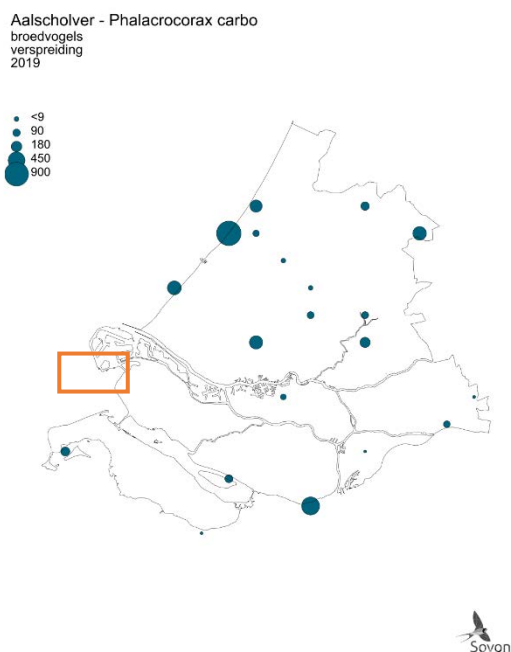 Aalscholver - Phalacrocorax carbo
broedvogels
verspreiding
2019
<9
90
180
450
900
Sovon